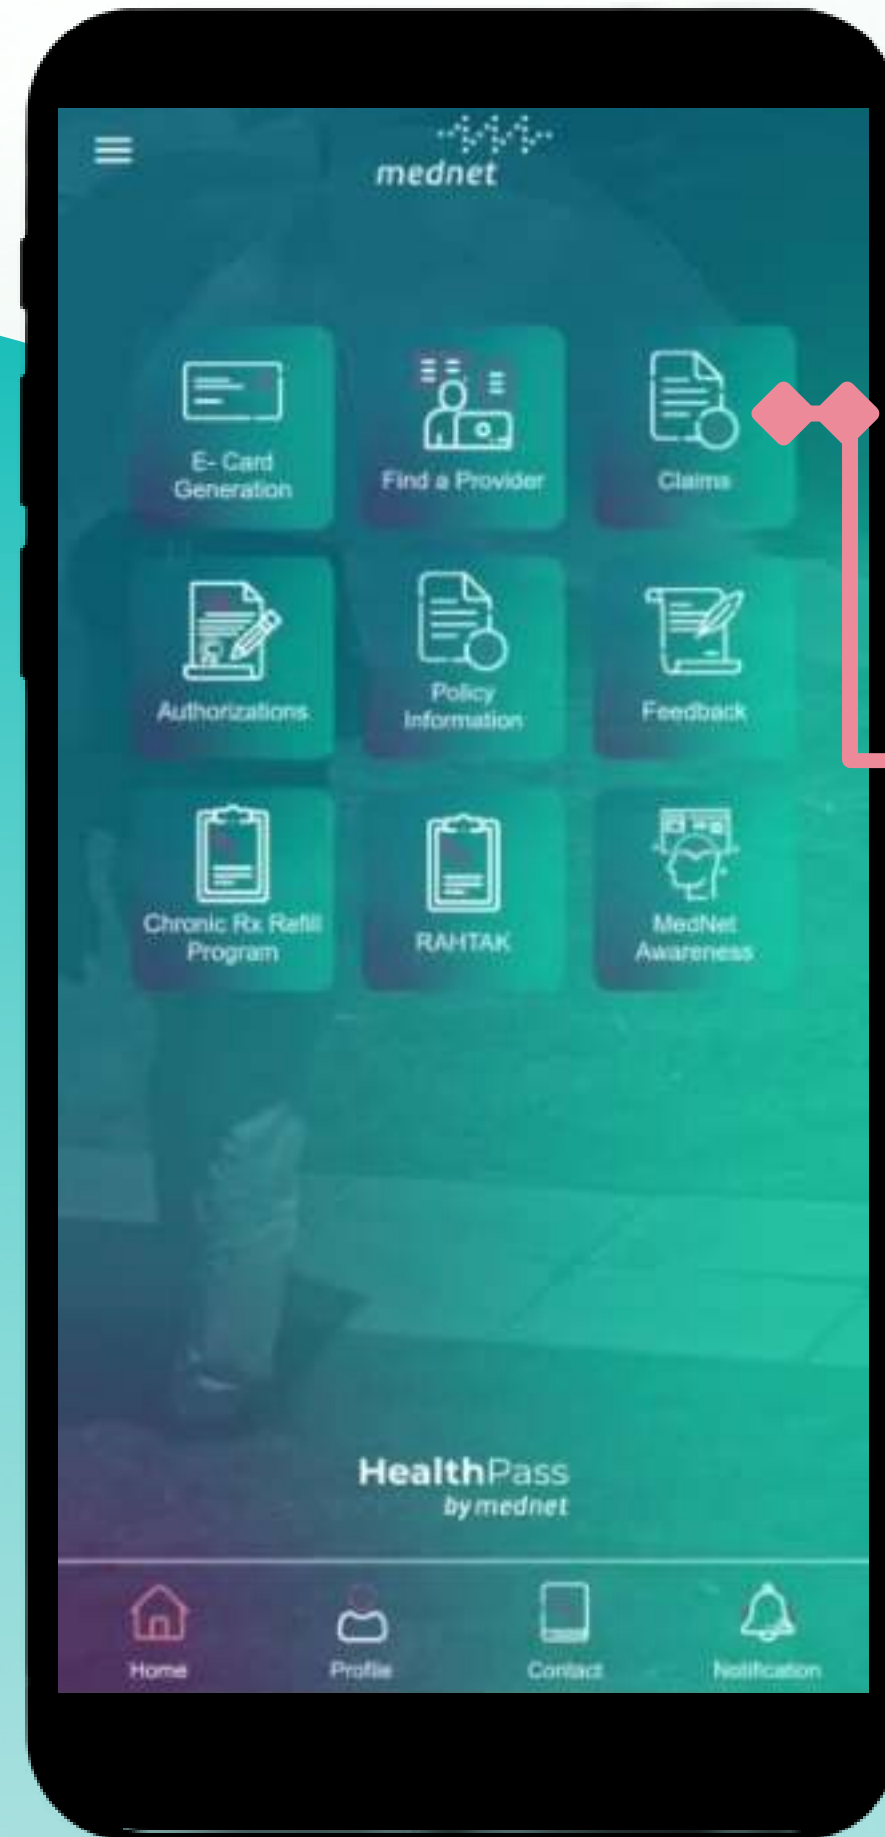 mednet
E- Card
Generation
Find a Provider
Claims
Authorizations
Policy
Information
Feedback
Chronic Rx Refill
Program
RAHTAK
MedNet
Awareness
HealthPass
by mednet
Home
Profile
Contact
Notification